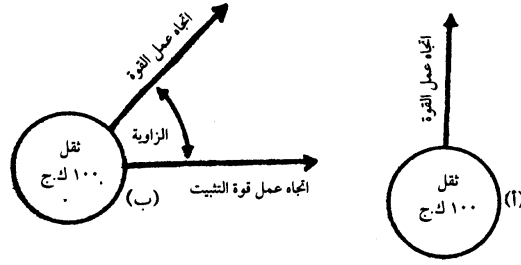 اتجاه عمل القوة
ثقل
١٠٠ ك.ج
(أ)
اتجاه عمل القوة
الزاوية
ثقل
١٠٠ ك.ج
اتجاه عمل قوة التثبيت
(ب)